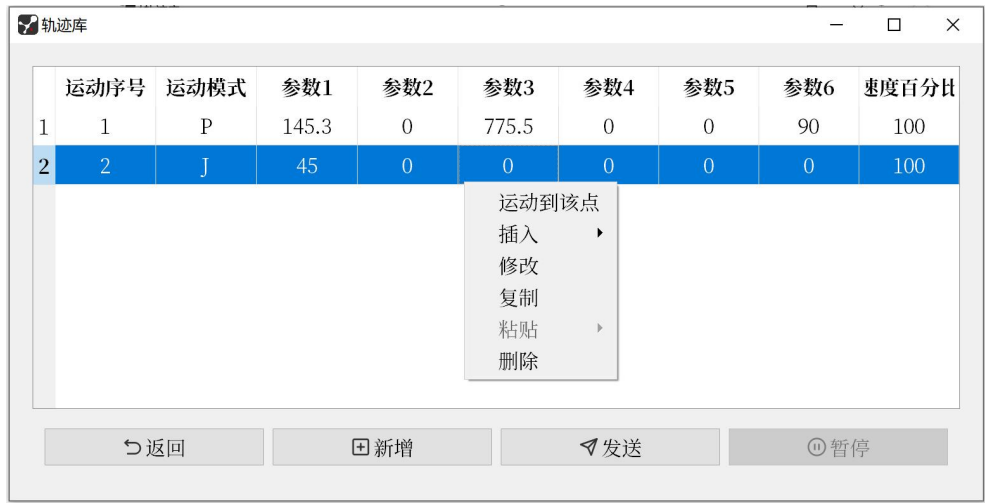 轨迹库
运动序号 运动模式 参数1 参数2 参数3 参数4 参数5 参数6 速度百分比
1 1 P 145.3 0 775.5 0 0 90 100
2 2 J 45 0 0 0 0 0 100
运动到该点
插入
修改
复制
粘贴
删除
返回 新增 发送 暂停